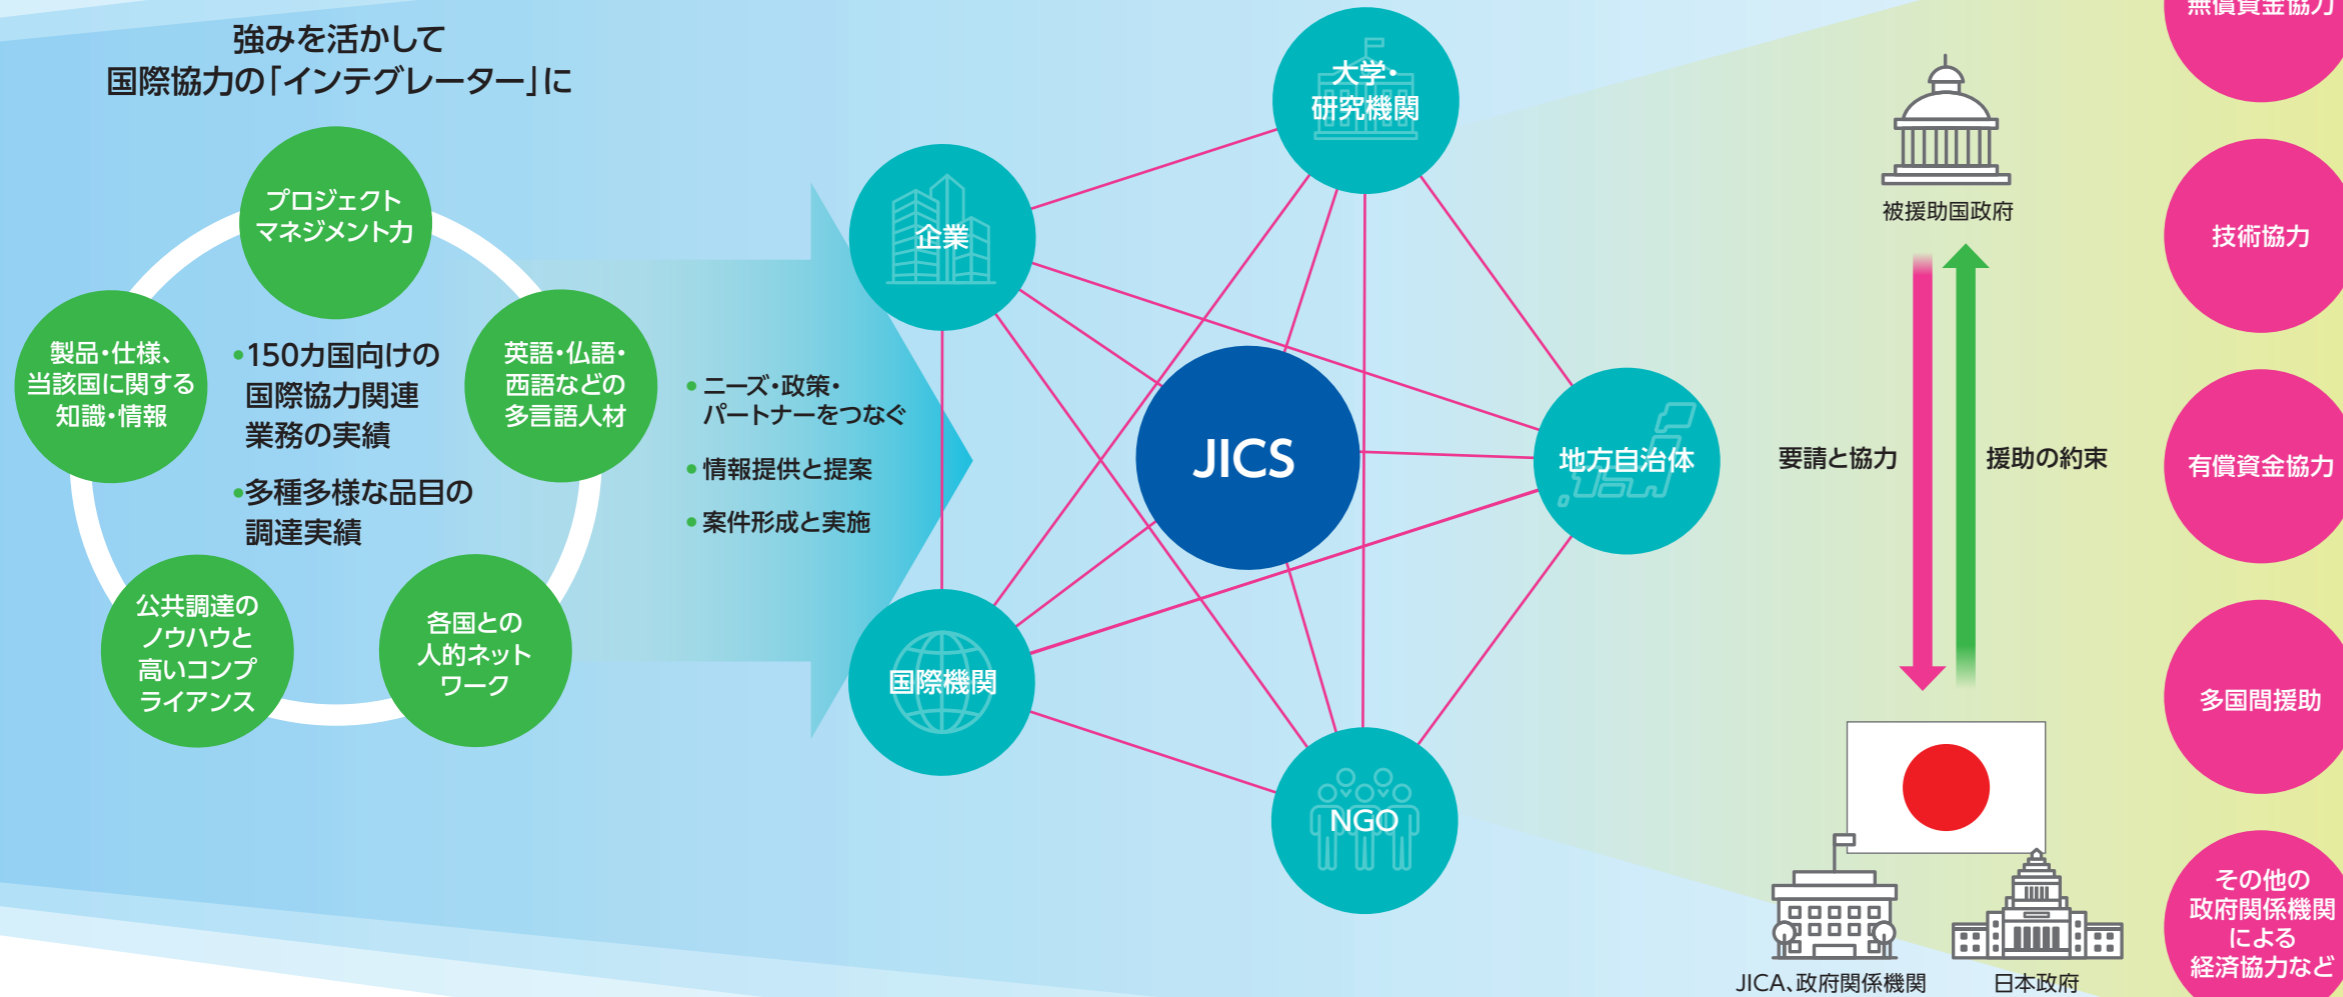 強みを活かして
国際協力の「インテグレーター」に
プロジェクト
マネジメント力
製品・仕様、
当該国に関する
知識・情報
英語・仏語・
西語などの
多言語人材
公共調達の
ノウハウと
高いコンプ
ライアンス
各国との
人的ネット
ワーク
•150カ国向けの
国際協力関連
業務の実績
•多種多様な品目の
調達実績
• ニーズ・政策・
パートナーをつなぐ
• 情報提供と提案
• 案件形成と実施
大学・
研究機関
企業
JICS
地方自治体
国際機関
NGO
被援助国政府
要請と協力
援助の約束
JICA、政府関係機関
日本政府
無償資金協力
技術協力
有償資金協力
多国間援助
その他の
政府関係機関
による
経済協力など